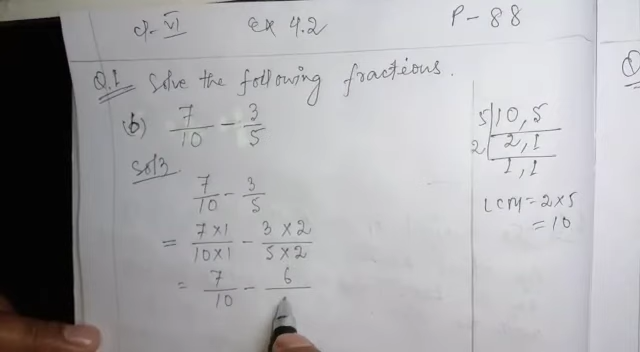 cl-VI Ex 4.2 P-88
Q.1 Solve the following fractions.
(b) 7/10 - 3/5
Soln.
7/10 - 3/5
= 7×1/10×1 - 3×2/5×2
= 7/10 - 6/
5|10,5
2|2,1
1,1
LCM=2×5
=10